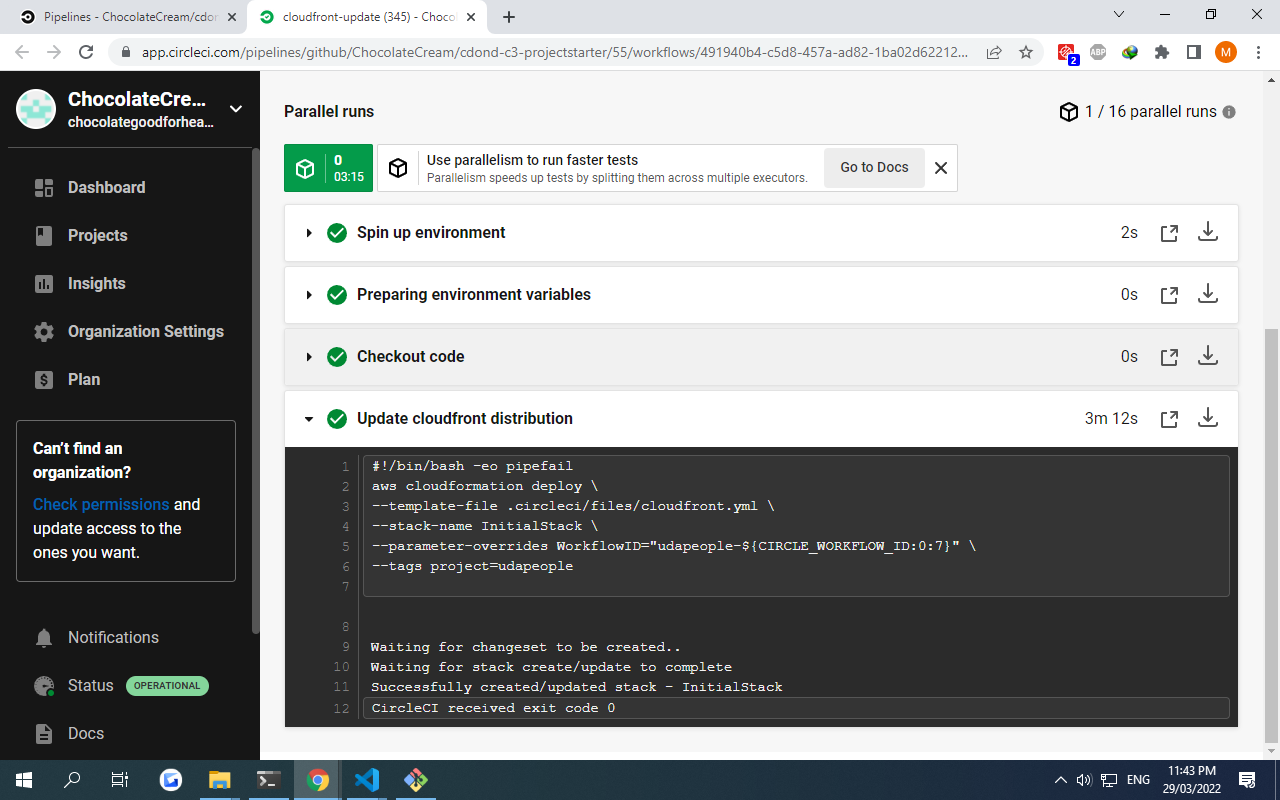 Pipelines - ChocolateCream/cdon
cloudfront-update (345) - Choco
app.circleci.com/pipelines/github/ChocolateCream/cdond-c3-projectstarter/55/workflows/491940b4-c5d8-457a-ad82-1ba02d62212...
2
ABP
M
ChocolateCre...
chocolategoodforhea...
Dashboard
Projects
Insights
Organization Settings
Plan
Can't find an
organization?
Check permissions and
update access to the
ones you want.
Notifications
Status OPERATIONAL
Docs
Parallel runs
1 / 16 parallel runs
0
03:15
Use parallelism to run faster tests
Parallelism speeds up tests by splitting them across multiple executors.
Go to Docs
Spin up environment 2s
Preparing environment variables 0s
Checkout code 0s
Update cloudfront distribution 3m 12s
1 #!/bin/bash -eo pipefail
2 aws cloudformation deploy \
3 --template-file .circleci/files/cloudfront.yml \
4 --stack-name InitialStack \
5 --parameter-overrides WorkflowID="udapeople-${CIRCLE_WORKFLOW_ID:0:7}" \
6 --tags project=udapeople
7
8
9 Waiting for changeset to be created..
10 Waiting for stack create/update to complete
11 Successfully created/updated stack - InitialStack
12 CircleCI received exit code 0
ENG
11:43 PM
29/03/2022